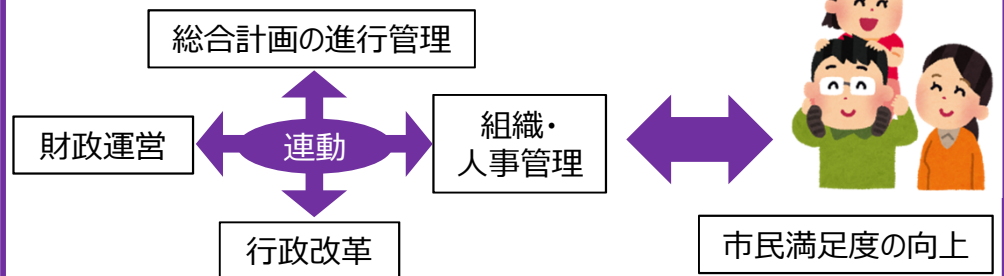 総合計画の進行管理
財政運営
連動
組織・
人事管理
行政改革
市民満足度の向上